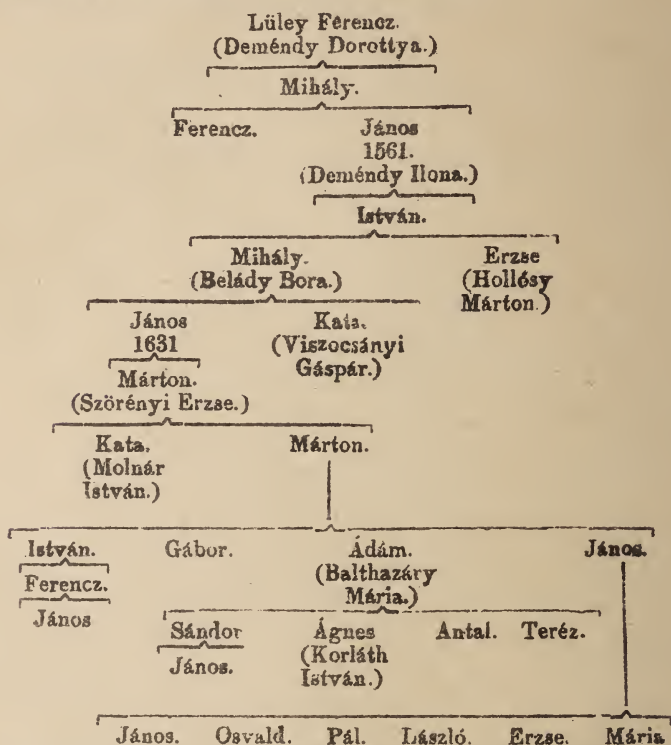 Lüley Ferencz.
(Deméndy Dorottya.)
Mihály.
Ferencz. János
1561.
(Deméndy Ilona.)
István.
Mihály. Erzse
(Belády Bora.) (Hollósy
Márton.)
János Kata.
1631 (Viszocsányi
Márton. Gáspár.)
(Szörényi Erzse.)
Kata. Márton.
(Molnár
István.)
István. Gábor. Ádám. János.
Ferencz. (Balthazáry
Mária.)
János
Sándor Ágnes Antal. Teréz.
János. (Korláth
István.)
János. Osvald. Pál. László. Erzse. Mária